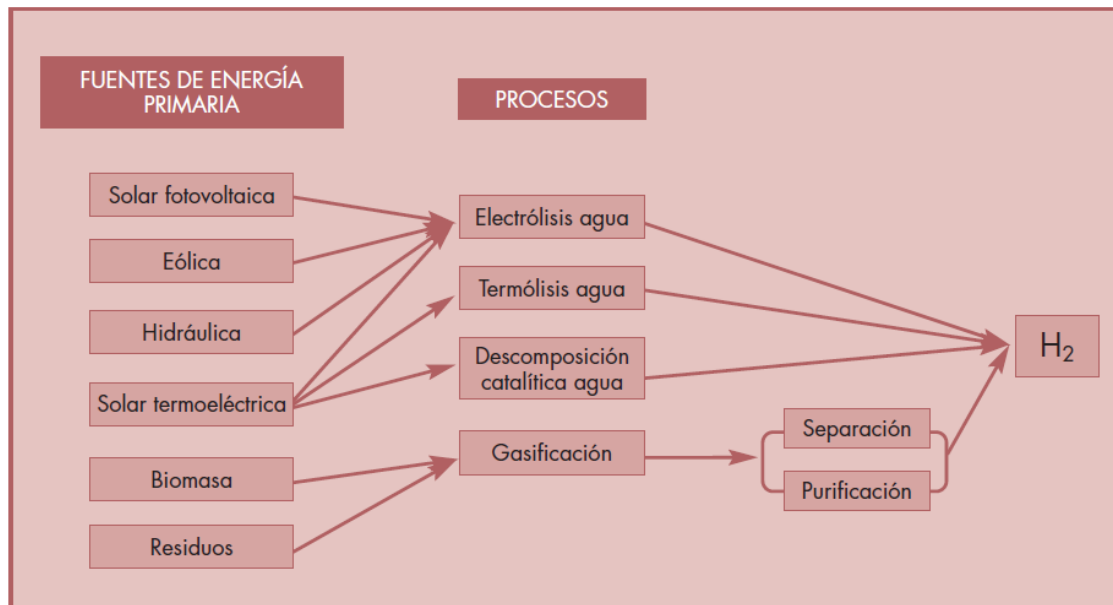 FUENTES DE ENERGÍA
PRIMARIA
PROCESOS
Solar fotovoltaica
Eólica
Hidráulica
Solar termoeléctrica
Biomasa
Residuos
Electrólisis agua
Termólisis agua
Descomposición
catalítica agua
Gasificación
Separación
Purificación
H₂